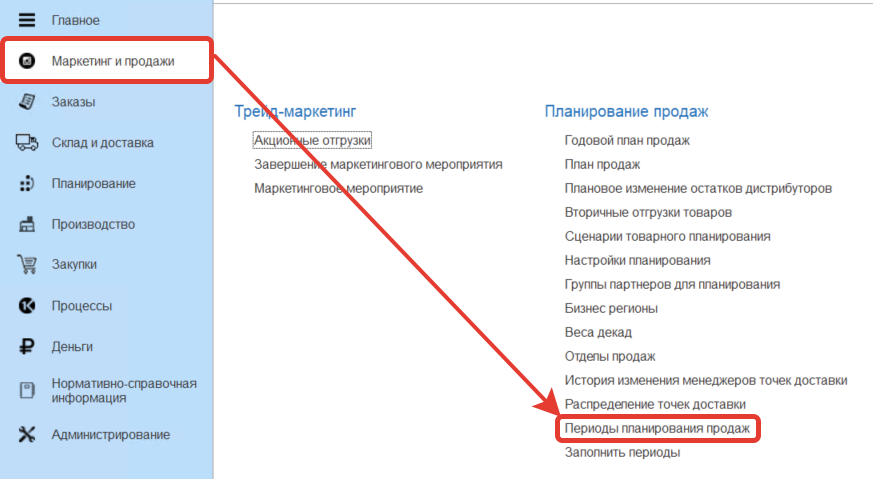 Главное
Маркетинг и продажи
Заказы
Склад и доставка
Планирование
Производство
Закупки
Процессы
Деньги
Нормативно-справочная
информация
Администрирование
Трейд-маркетинг
Акционные отгрузки
Завершение маркетингового мероприятия
Маркетинговое мероприятие
Планирование продаж
Годовой план продаж
План продаж
Плановое изменение остатков дистрибуторов
Вторичные отгрузки товаров
Сценарии товарного планирования
Настройки планирования
Группы партнеров для ппанирования
Бизнес регионы
Веса декад
Отделы продаж
История изменения менеджеров точек доставки
Распределение точек доставки
Периоды планирования продаж
Заполнить периоды